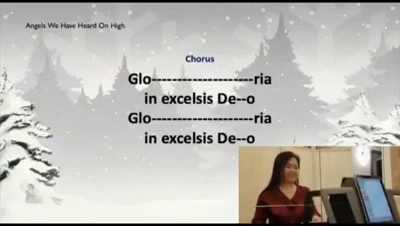 Angels We Have Heard On High
Chorus
Glo---------------------ria
in excelsis De--o
Glo---------------------ria
in excelsis De--o